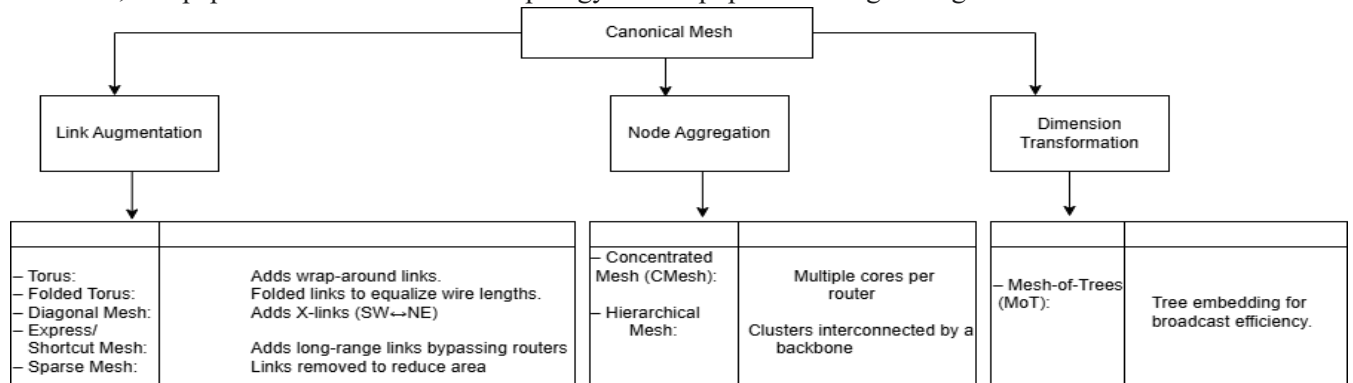 Canonical Mesh
Link Augmentation
Node Aggregation
Dimension
Transformation
– Torus: Adds wrap-around links.
– Folded Torus: Folded links to equalize wire lengths.
– Diagonal Mesh: Adds X-links (SW↔NE)
– Express/
Shortcut Mesh: Adds long-range links bypassing routers
– Sparse Mesh: Links removed to reduce area
– Concentrated
Mesh (CMesh):
Multiple cores per
router
– Hierarchical
Mesh:
Clusters interconnected by a
backbone
– Mesh-of-Trees
(MoT):
Tree embedding for
broadcast efficiency.